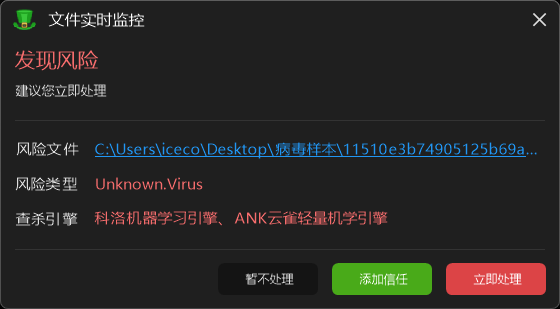 文件实时监控
发现风险
建议您立即处理
风险文件 C:\Users\iceco\Desktop\病毒样本\11510e3b74905125b69a...
风险类型 Unknown.Virus
查杀引擎 科洛机器学习引擎、ANK云雀轻量机学引擎
暂不处理 添加信任 立即处理